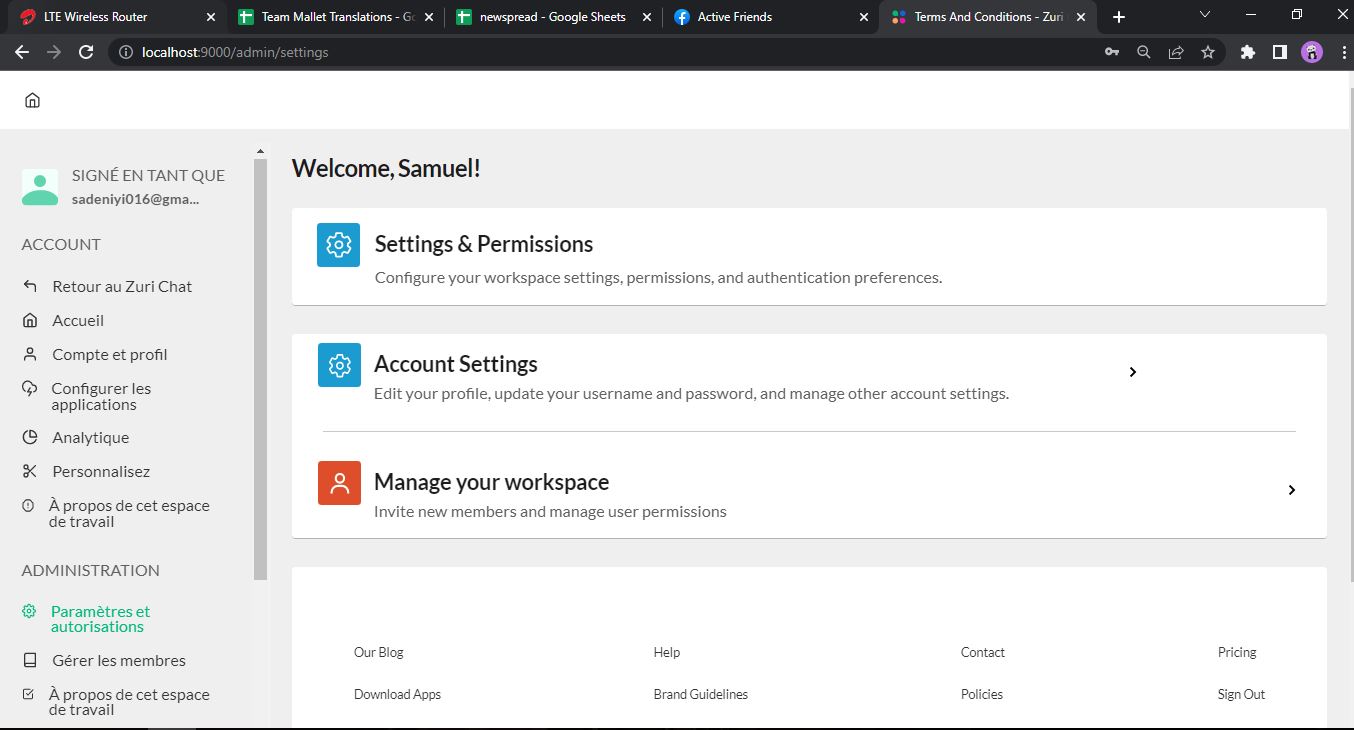 LTE Wireless Router
Team Mallet Translations - Go
newspread - Google Sheets
Active Friends
Terms And Conditions - Zuri
localhost:9000/admin/settings
SIGNÉ EN TANT QUE
sadeniyi016@gma...
ACCOUNT
Retour au Zuri Chat
Accueil
Compte et profil
Configurer les
applications
Analytique
Personnalisez
À propos de cet espace
de travail
ADMINISTRATION
Paramètres et
autorisations
Gérer les membres
À propos de cet espace
de travail
Welcome, Samuel!
Settings & Permissions
Configure your workspace settings, permissions, and authentication preferences.
Account Settings
Edit your profile, update your username and password, and manage other account settings.
Manage your workspace
Invite new members and manage user permissions
Our Blog
Help
Contact
Pricing
Download Apps
Brand Guidelines
Policies
Sign Out